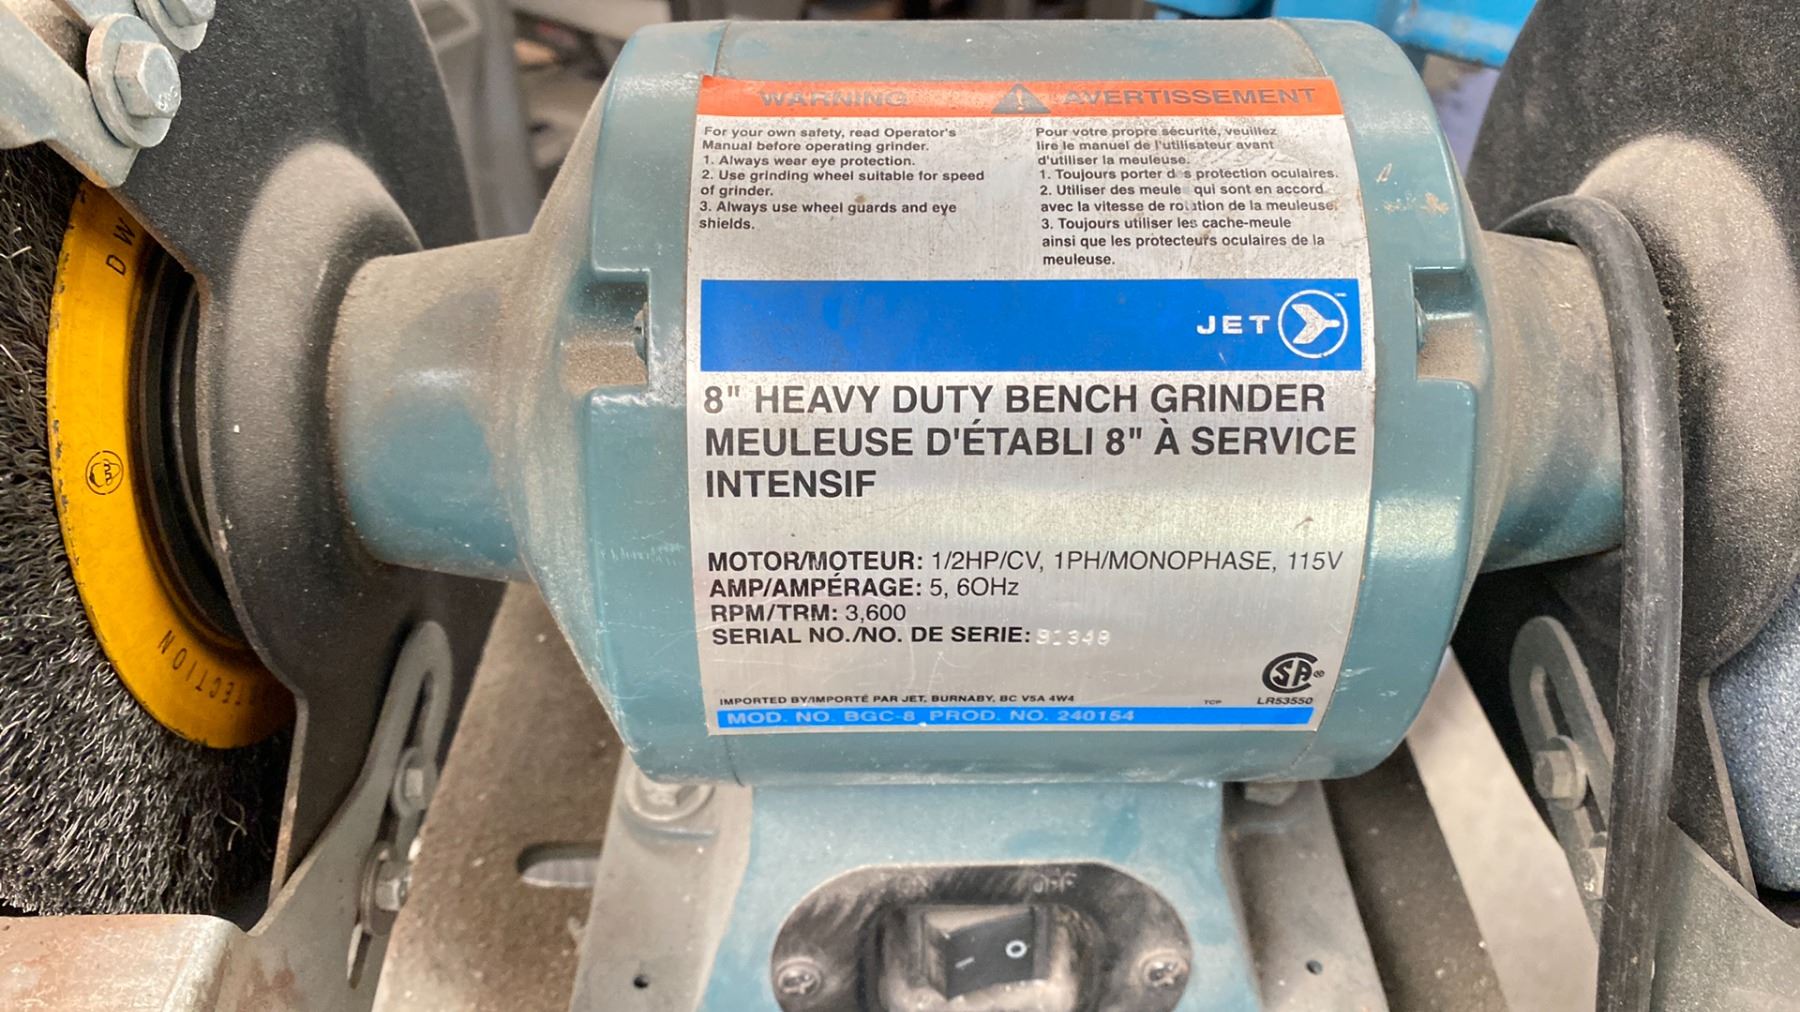 WARNING
AVERTISSEMENT
For your own safety, read Operator's
Manual before operating grinder.
1. Always wear eye protection.
2. Use grinding wheel suitable for speed
of grinder.
3. Always use wheel guards and eye
shields.
Pour votre propre sécurité, veuillez
lire le manuel de l'utilisateur avant
d'utiliser la meuleuse.
1. Toujours porter protection oculaires.
2. Utiliser des qui sont en accord
avec la vitesse de rotation de la meuleuse.
3. Toujours utiliser les cache-meule
ainsi que les protecteurs oculaires de la
meuleuse.
JET
8" HEAVY DUTY BENCH GRINDER
MEULEUSE D'ÉTABLI 8" À SERVICE
INTENSIF
MOTOR/MOTEUR: 1/2HP/CV, 1PH/MONOPHASE, 115V
AMP/AMPÉRAGE: 5, 6OHz
RPM/TRM: 3,600
SERIAL NO./NO. DE SERIE:
IMPORTED BY/IMPORTÉ PAR JET, BURNABY, BC V5A 4W4
TCP
SA®
LR53550
MOD. NO. BGC-8 PROD. NO. 240154
ON
OFF